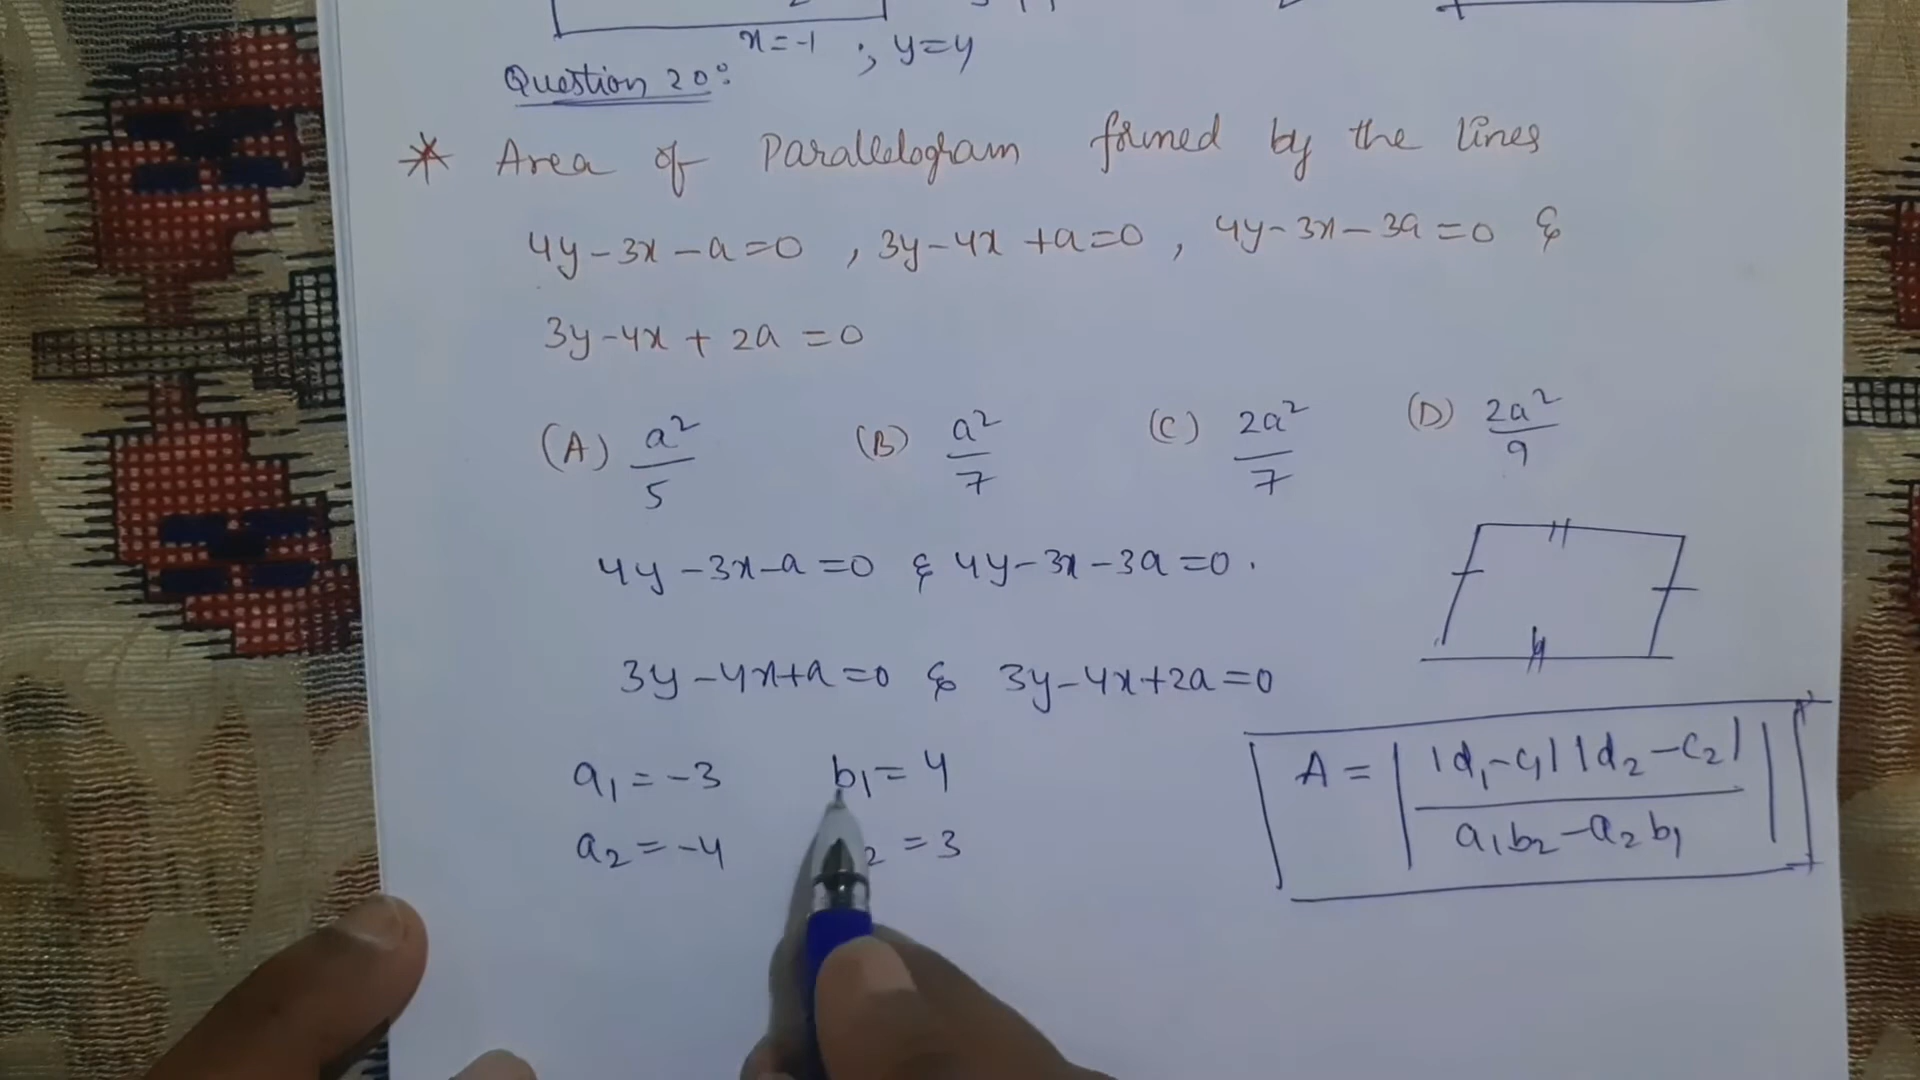 x=-1 ; y=4
Question 20:
* Area of Parallelogram formed by the lines
4y-3x-a=0 , 3y-4x+a=0 , 4y-3x-3a=0 &
3y-4x+2a=0
(A) a²/5 (B) a²/7 (C) 2a²/7 (D) 2a²/9
4y-3x-a=0 & 4y-3x-3a=0.
3y-4x+a=0 & 3y-4x+2a=0
a₁=-3 b₁=4
a₂=-4 ₂=3
A = | |d₁-c₁| |d₂-c₂| / a₁b₂-a₂b₁ |